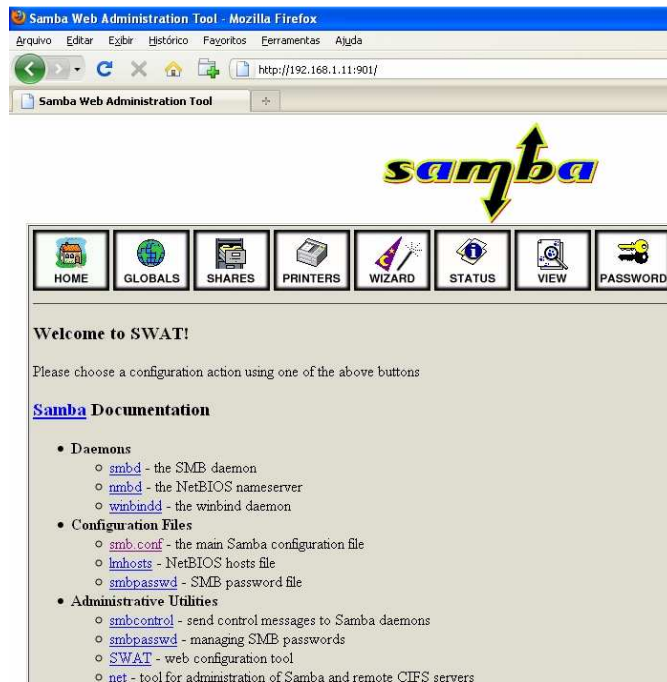 Samba Web Administration Tool - Mozilla Firefox
Arquivo Editar Exibir Histórico Favoritos Ferramentas Ajuda
http://192.168.1.11:901/
Samba Web Administration Tool
samba
HOME GLOBALS SHARES PRINTERS WIZARD STATUS VIEW PASSWORD
Welcome to SWAT!
Please choose a configuration action using one of the above buttons
Samba Documentation
• Daemons
○ smbd - the SMB daemon
○ nmbd - the NetBIOS nameserver
○ winbindd - the winbind daemon
• Configuration Files
○ smb.conf - the main Samba configuration file
○ lmhosts - NetBIOS hosts file
○ smbpasswd - SMB password file
• Administrative Utilities
○ smbcontrol - send control messages to Samba daemons
○ smbpasswd - managing SMB passwords
○ SWAT - web configuration tool
○ net - tool for administration of Samba and remote CIFS servers